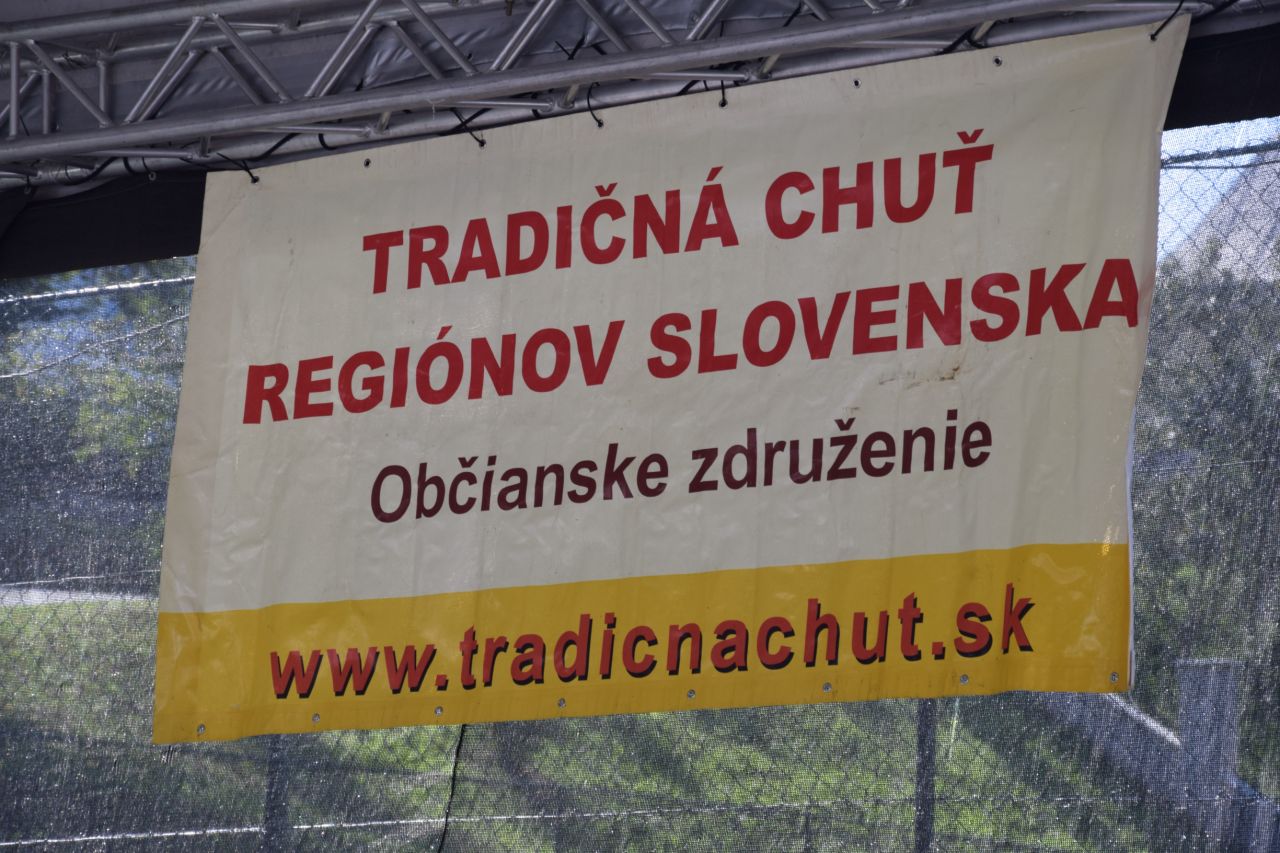 TRADIČNÁ CHUŤ
REGIÓNOV SLOVENSKA
Občianske združenie
www.tradicnachut.sk